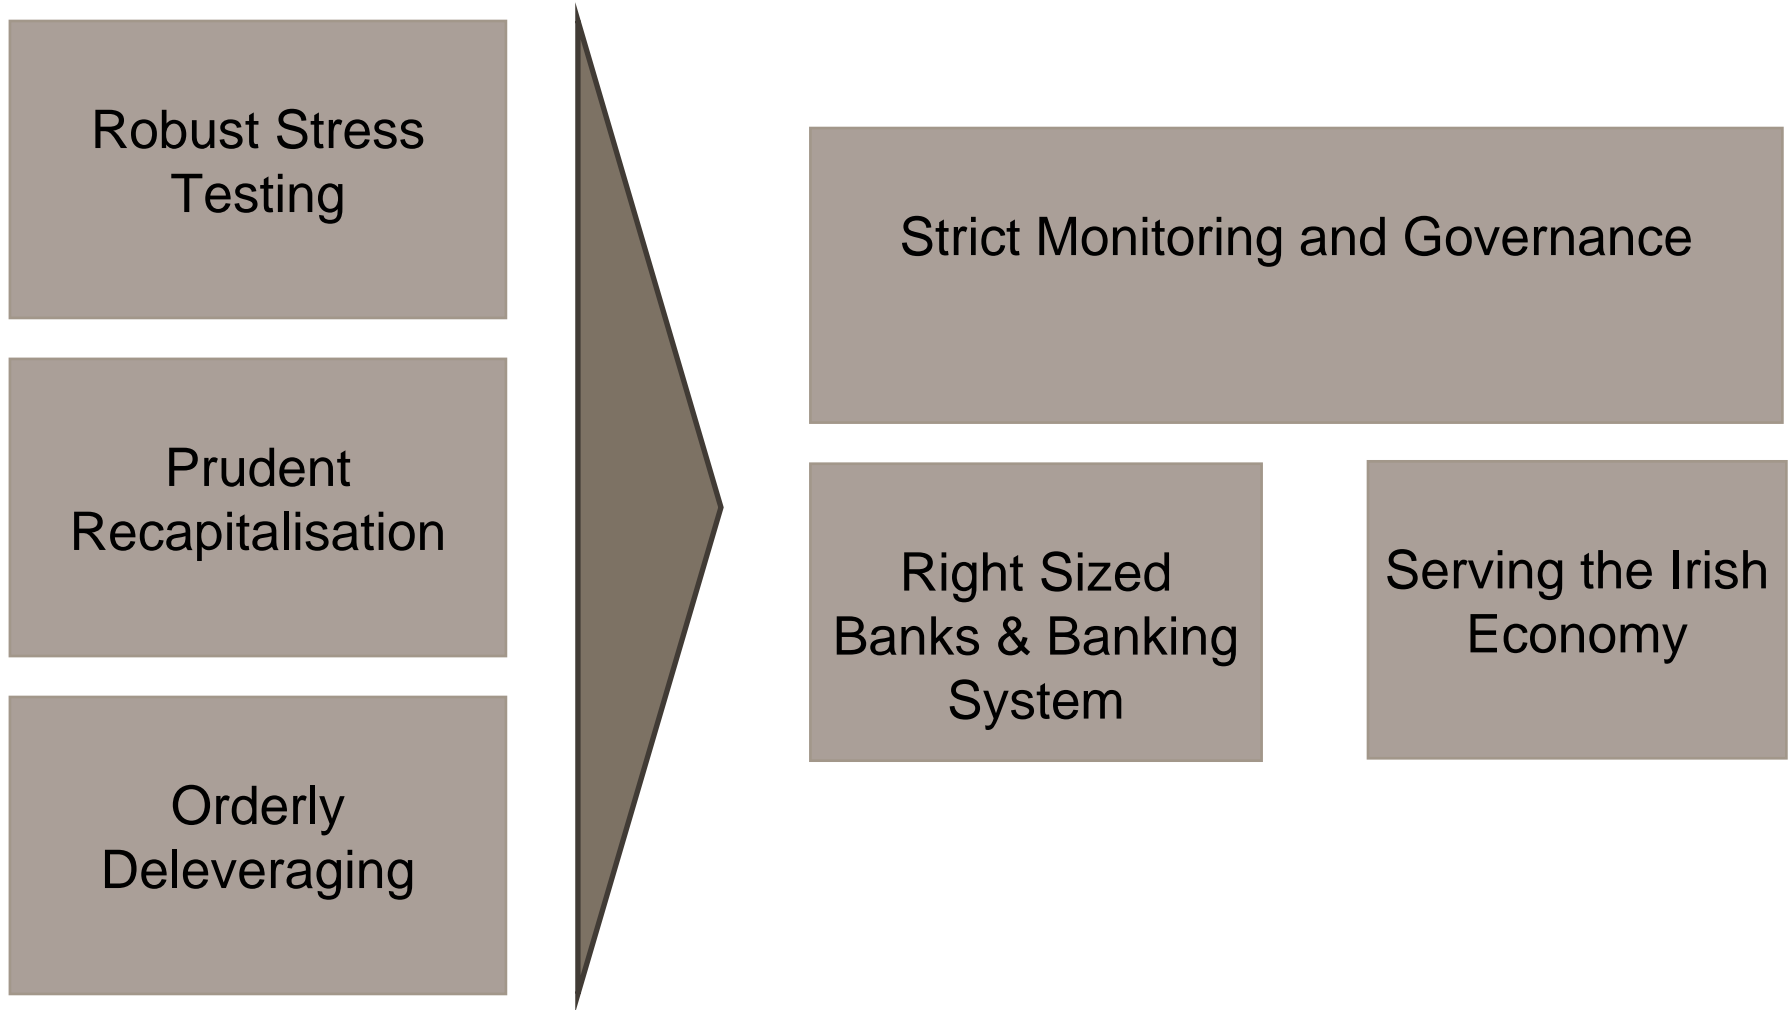 Robust Stress
Testing
Prudent
Recapitalisation
Orderly
Deleveraging
Strict Monitoring and Governance
Right Sized
Banks & Banking
System
Serving the Irish
Economy